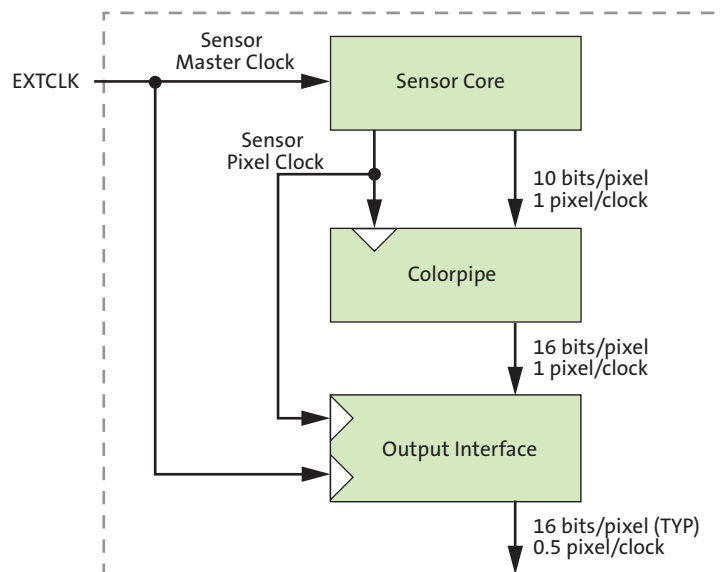 Sensor
Master Clock
EXTCLK
Sensor Core
Sensor
Pixel Clock
10 bits/pixel
1 pixel/clock
Colorpipe
16 bits/pixel
1 pixel/clock
Output Interface
16 bits/pixel (TYP)
0.5 pixel/clock